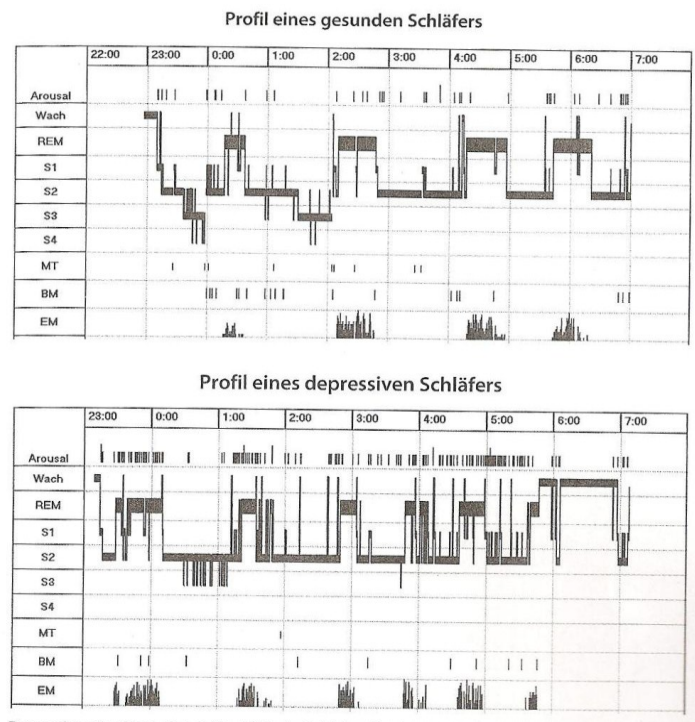 Profil eines gesunden Schläfers
22:00 23:00 0:00 1:00 2:00 3:00 4:00 5:00 6:00 7:00
Arousal
Wach
REM
S1
S2
S3
S4
MT
BM
EM
Profil eines depressiven Schläfers
23:00 0:00 1:00 2:00 3:00 4:00 5:00 6:00 7:00
Arousal
Wach
REM
S1
S2
S3
S4
MT
BM
EM